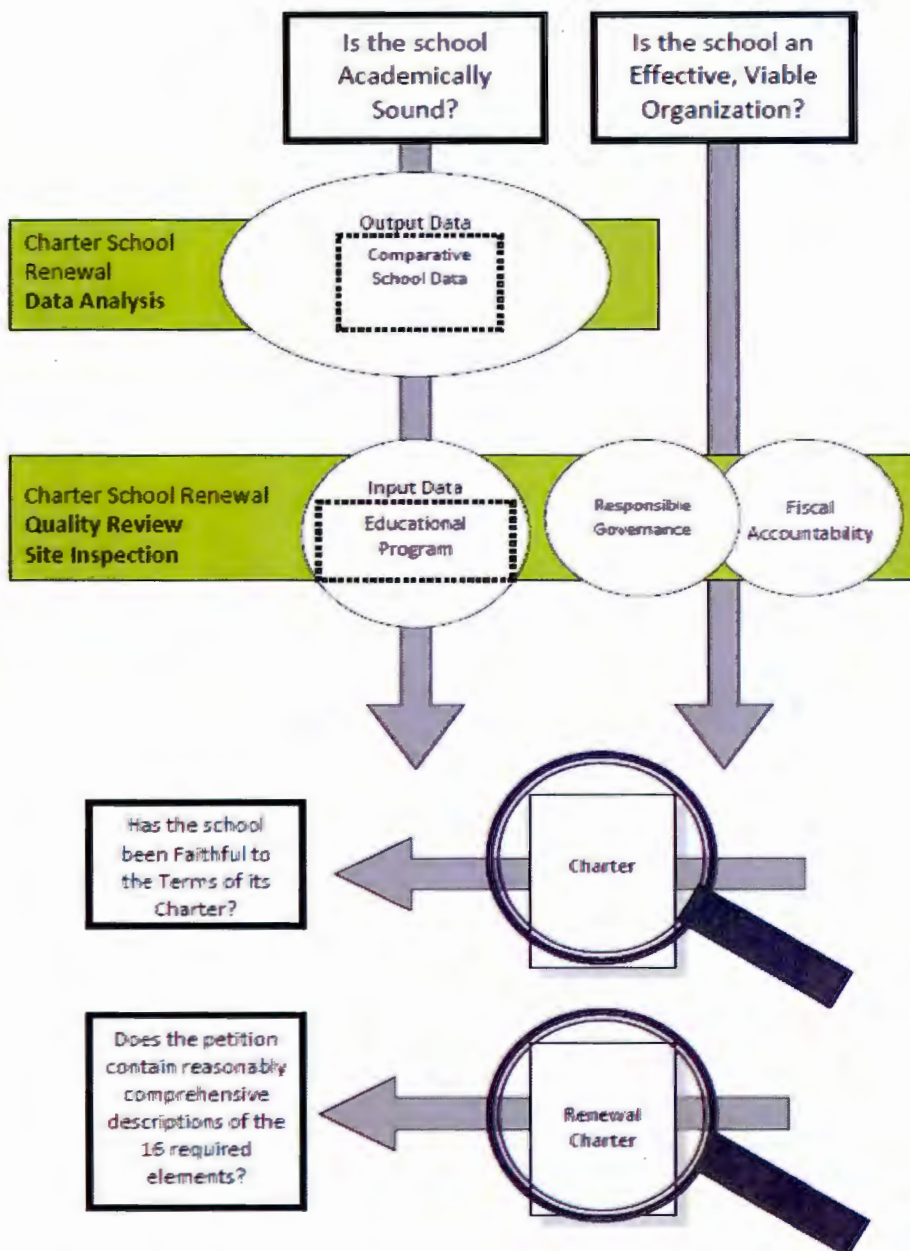 Is the school
Academically
Sound?
Is the school an
Effective, Viable
Organization?
Charter School
Renewal
Data Analysis
Output Data
Comparative
School Data
Charter School Renewal
Quality Review
Site Inspection
Input Data
Educational
Program
Responsible
Governance
Fiscal
Accountability
Has the school
been Faithful to
the Terms of its
Charter?
Charter
Does the petition
contain reasonably
comprehensive
descriptions of the
16 required
elements?
Renewal
Charter